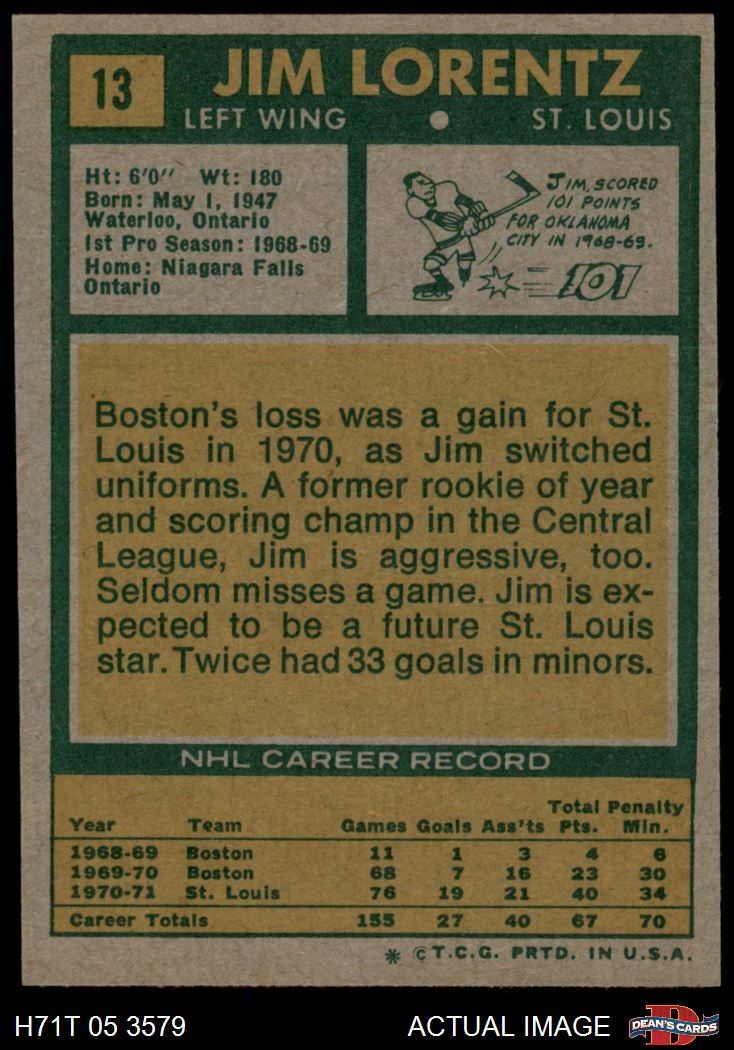 13
JIM LORENTZ
LEFT WING ● ST. LOUIS
Ht: 6'0" Wt: 180
Born: May 1, 1947
Waterloo, Ontario
1st Pro Season: 1968-69
Home: Niagara Falls
Ontario
JIM, SCORED
101 POINTS
FOR OKLAHOMA
CITY IN 1968-69.
101
Boston's loss was a gain for St.
Louis in 1970, as Jim switched
uniforms. A former rookie of year
and scoring champ in the Central
League, Jim is aggressive, too.
Seldom misses a game. Jim is ex-
pected to be a future St. Louis
star. Twice had 33 goals in minors.
NHL CAREER RECORD
Total Penalty
Year Team Games Goals Ass'ts Pts. Min.
1968-69 Boston 11 1 3 4 6
1969-70 Boston 68 7 16 23 30
1970-71 St. Louis 76 19 21 40 34
Career Totals 155 27 40 67 70
* © T.C.G. PRTD. IN U.S.A.
H71T 05 3579 ACTUAL IMAGE
D
DEAN'S CARDS